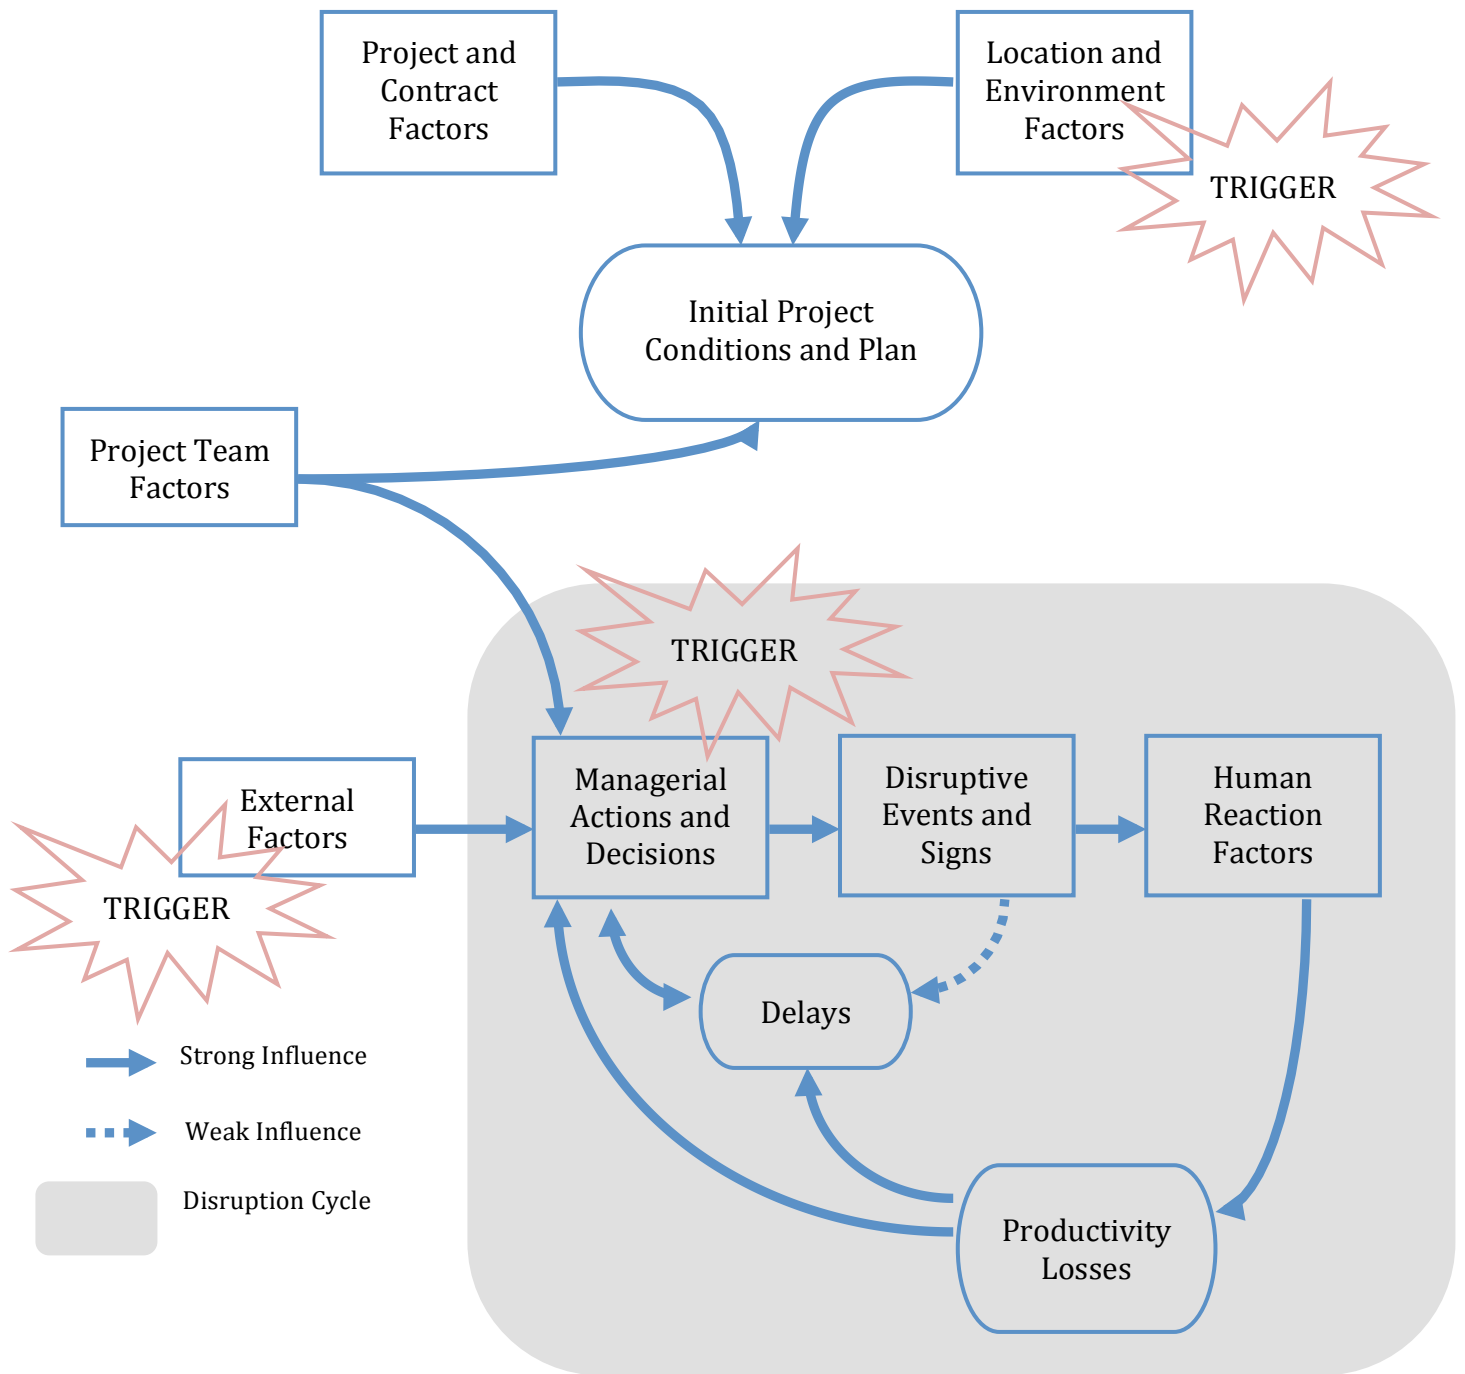 Project and
Contract
Factors
Location and
Environment
Factors
TRIGGER
Initial Project
Conditions and Plan
Project Team
Factors
TRIGGER
External
Factors
TRIGGER
Managerial
Actions and
Decisions
Disruptive
Events and
Signs
Human
Reaction
Factors
Delays
Productivity
Losses
Strong Influence
Weak Influence
Disruption Cycle